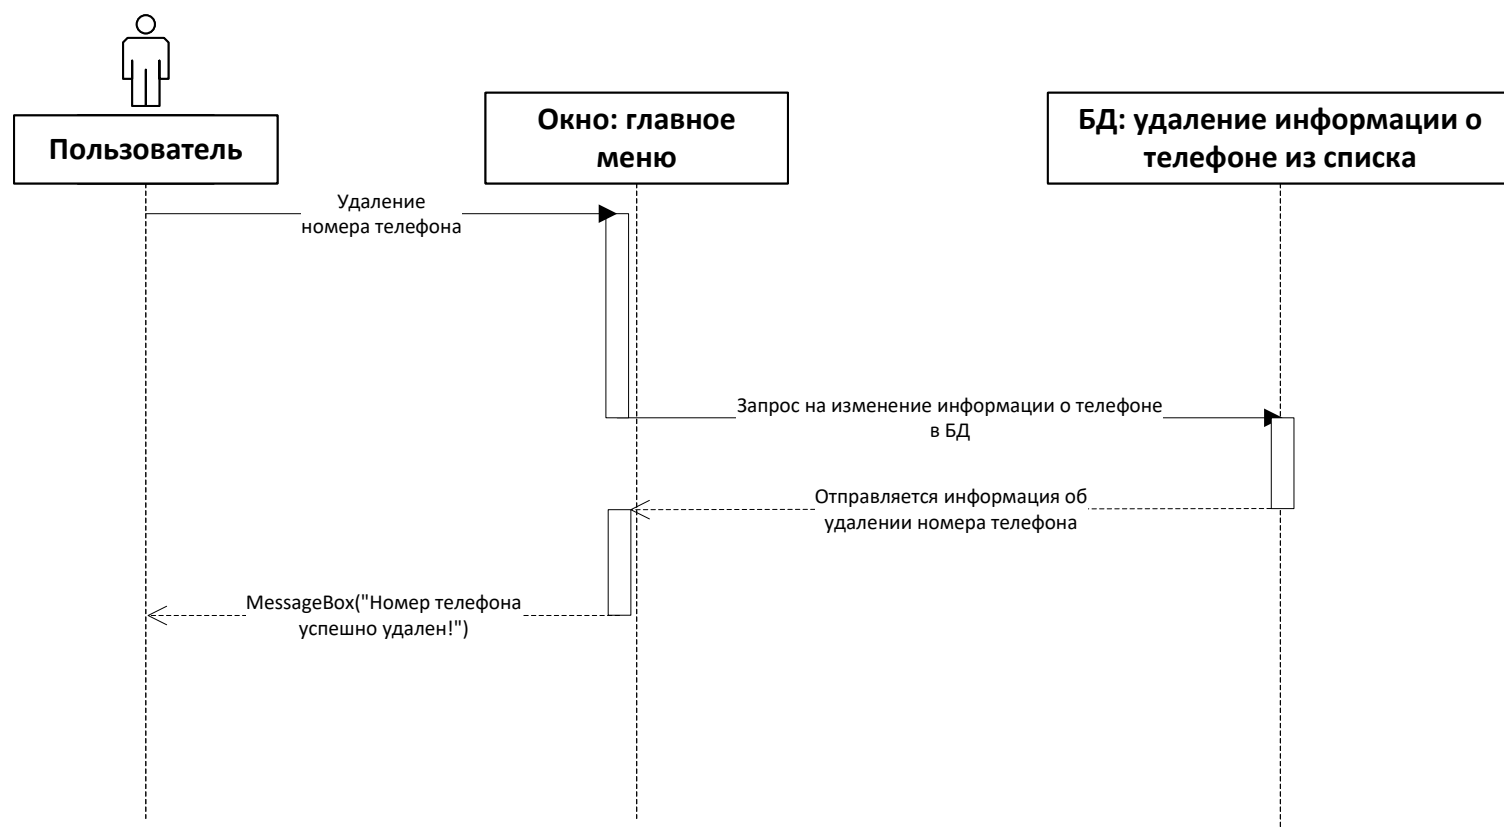 Пользователь
Окно: главное
меню
БД: удаление информации о
телефоне из списка
Удаление
номера телефона
Запрос на изменение информации о телефоне
в БД
Отправляется информация об
удалении номера телефона
MessageBox("Номер телефона
успешно удален!")